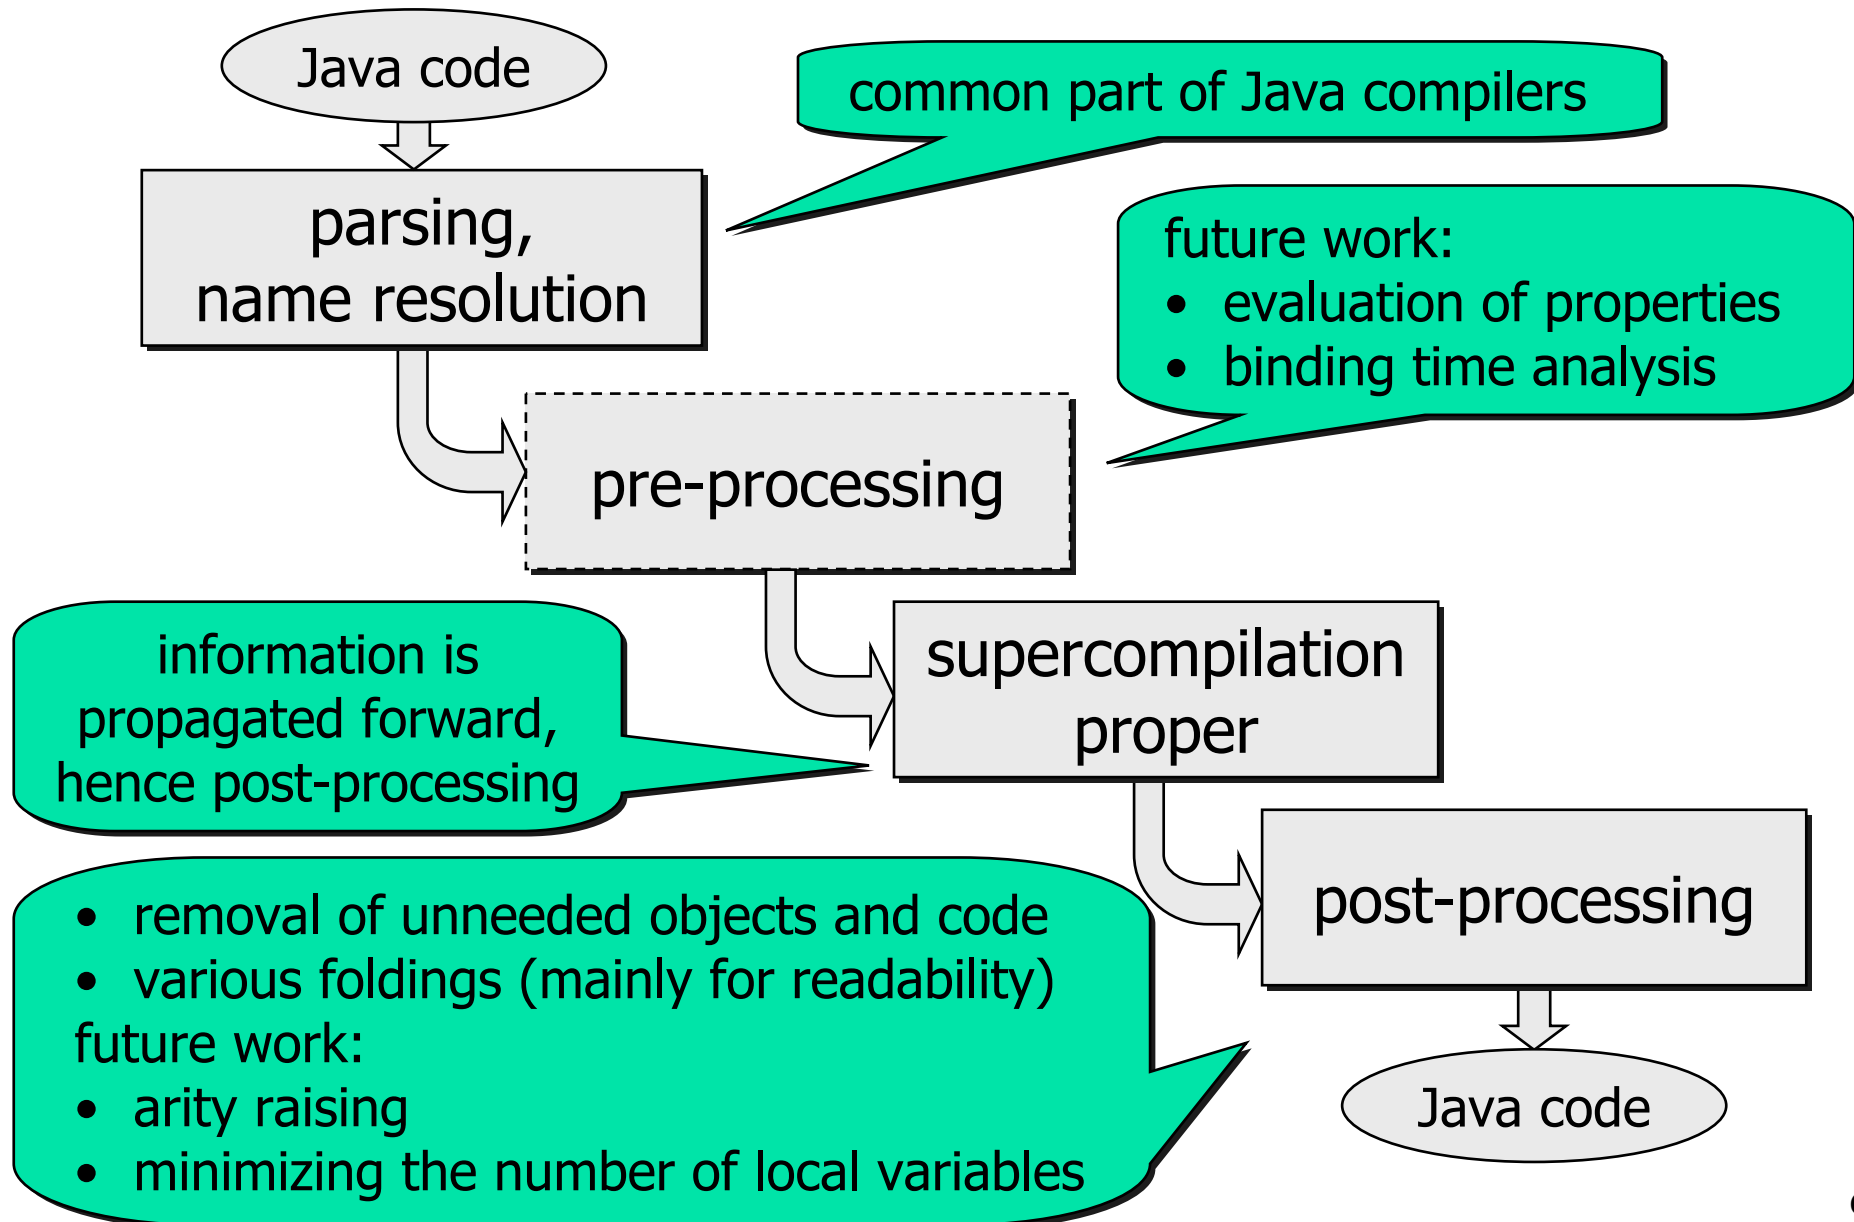 Java code
common part of Java compilers
parsing,
name resolution
future work:
• evaluation of properties
• binding time analysis
pre-processing
information is
propagated forward,
hence post-processing
supercompilation
proper
post-processing
• removal of unneeded objects and code
• various foldings (mainly for readability)
future work:
• arity raising
• minimizing the number of local variables
Java code